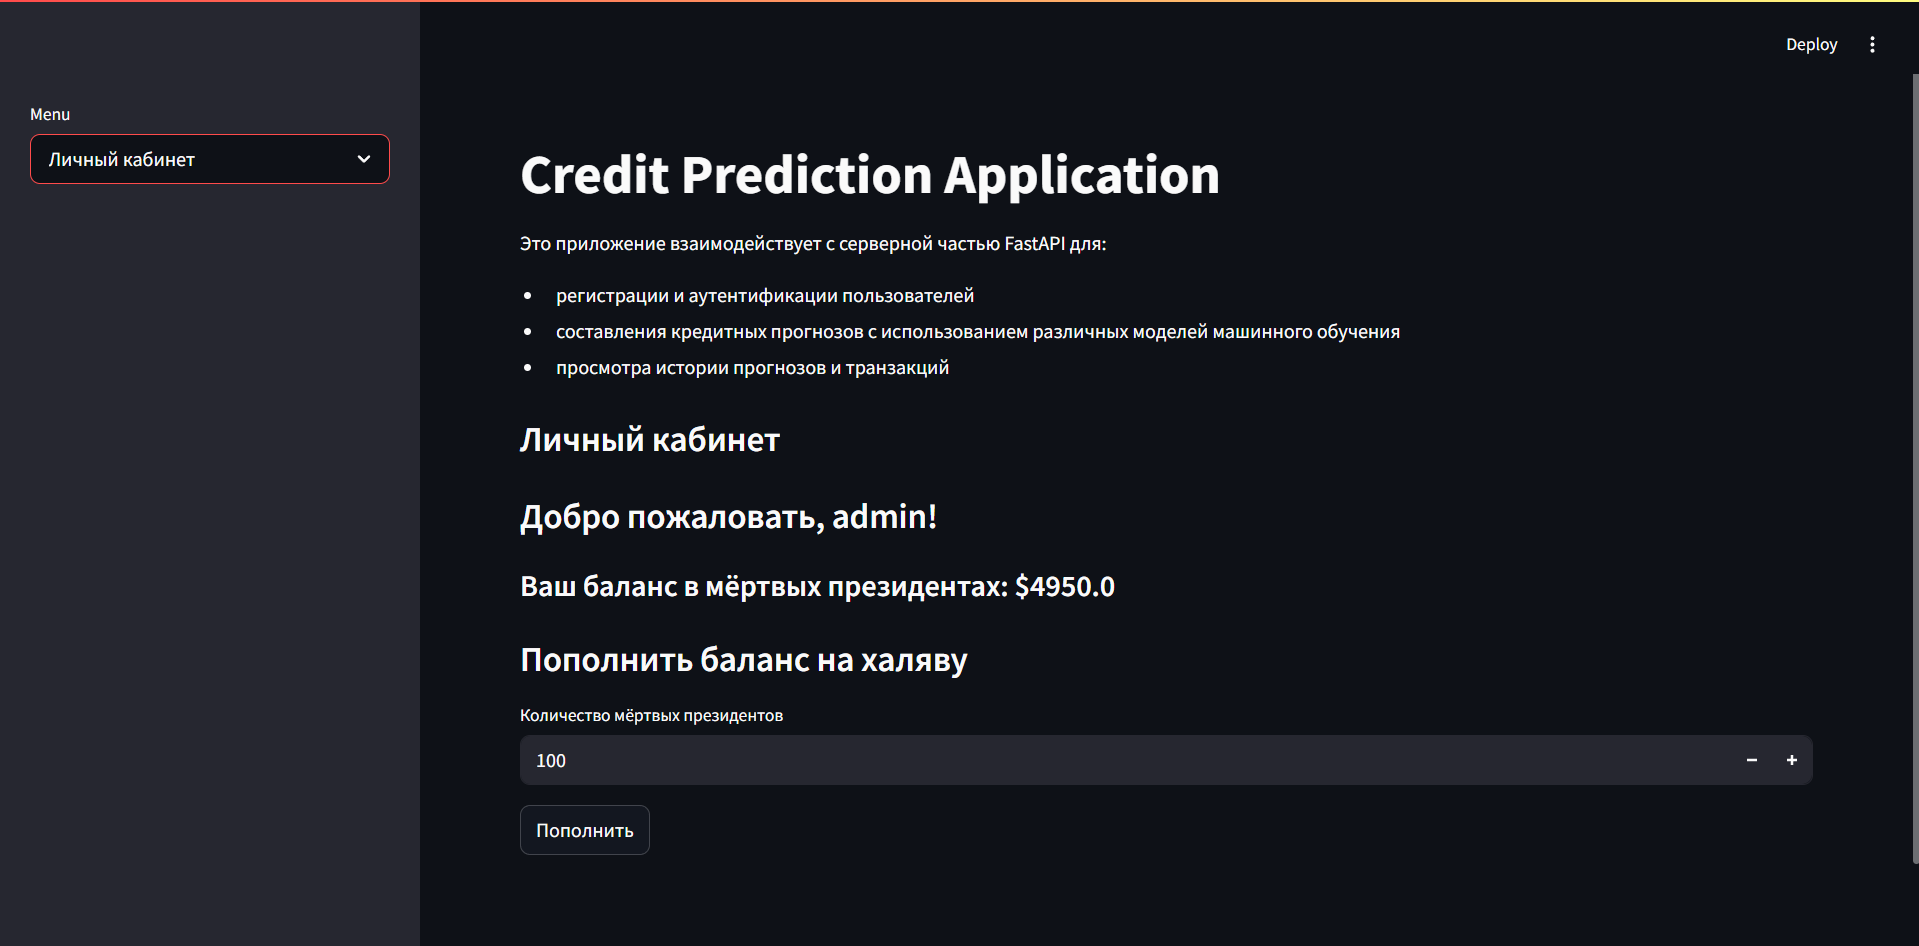 Deploy
Menu
Личный кабинет
Credit Prediction Application
Это приложение взаимодействует с серверной частью FastAPI для:
регистрации и аутентификации пользователей
составления кредитных прогнозов с использованием различных моделей машинного обучения
просмотра истории прогнозов и транзакций
Личный кабинет
Добро пожаловать, admin!
Ваш баланс в мёртвых президентах: $4950.0
Пополнить баланс на халяву
Количество мёртвых президентов
100
Пополнить